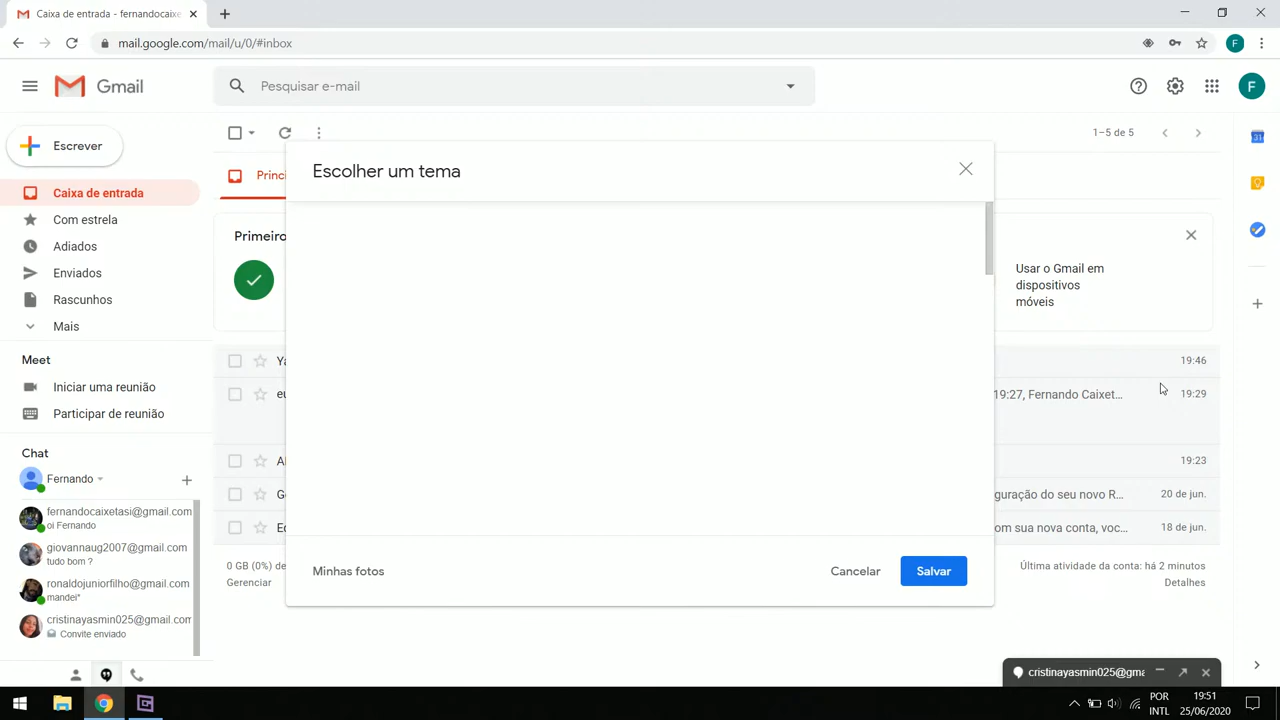 Caixa de entrada - fernandocaixe
mail.google.com/mail/u/0/#inbox
F
Gmail
Pesquisar e-mail
F
Escrever
1–5 de 5
31
Caixa de entrada
Com estrela
Adiados
Enviados
Rascunhos
Mais
Princi
Escolher um tema
Primeiro
Usar o Gmail em
dispositivos
móveis
Ya
19:46
eu
19:27, Fernando Caixet...
19:29
19:23
Go
guração do seu novo R...
20 de jun.
om sua nova conta, voc...
18 de jun.
Meet
Iniciar uma reunião
Participar de reunião
Chat
Fernando
fernandocaixetasi@gmail.com
oi Fernando
giovannaug2007@gmail.com
tudo bom ?
ronaldojuniorfilho@gmail.com
mandei*
cristinayasmin025@gmail.com
Convite enviado
0 GB (0%) de
Gerenciar
Minhas fotos
Cancelar
Salvar
Última atividade da conta: há 2 minutos
Detalhes
cristinayasmin025@gma
POR
INTL
19:51
25/06/2020